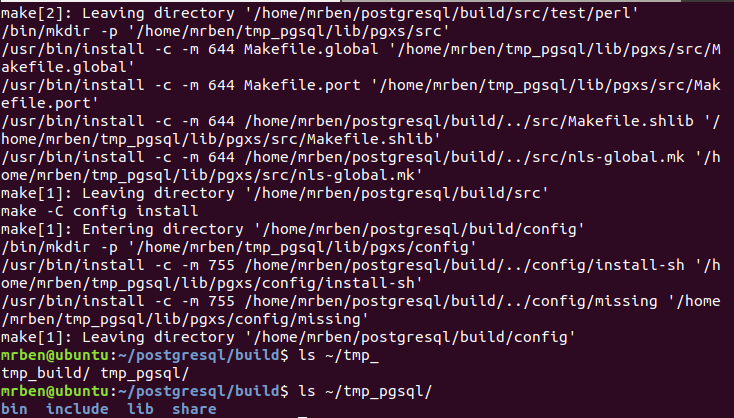 make[2]: Leaving directory '/home/mrben/postgresql/build/src/test/perl'
/bin/mkdir -p '/home/mrben/tmp_pgsql/lib/pgxs/src'
/usr/bin/install -c -m 644 Makefile.global '/home/mrben/tmp_pgsql/lib/pgxs/src/M
akefile.global'
/usr/bin/install -c -m 644 Makefile.port '/home/mrben/tmp_pgsql/lib/pgxs/src/Mak
efile.port'
/usr/bin/install -c -m 644 /home/mrben/postgresql/build/../src/Makefile.shlib '/
home/mrben/tmp_pgsql/lib/pgxs/src/Makefile.shlib'
/usr/bin/install -c -m 644 /home/mrben/postgresql/build/../src/nls-global.mk '/h
ome/mrben/tmp_pgsql/lib/pgxs/src/nls-global.mk'
make[1]: Leaving directory '/home/mrben/postgresql/build/src'
make -C config install
make[1]: Entering directory '/home/mrben/postgresql/build/config'
/bin/mkdir -p '/home/mrben/tmp_pgsql/lib/pgxs/config'
/usr/bin/install -c -m 755 /home/mrben/postgresql/build/../config/install-sh '/h
ome/mrben/tmp_pgsql/lib/pgxs/config/install-sh'
/usr/bin/install -c -m 755 /home/mrben/postgresql/build/../config/missing '/home
/mrben/tmp_pgsql/lib/pgxs/config/missing'
make[1]: Leaving directory '/home/mrben/postgresql/build/config'
mrben@ubuntu:~/postgresql/build$ ls ~/tmp_
tmp_build/ tmp_pgsql/
mrben@ubuntu:~/postgresql/build$ ls ~/tmp_pgsql/
bin  include  lib  share